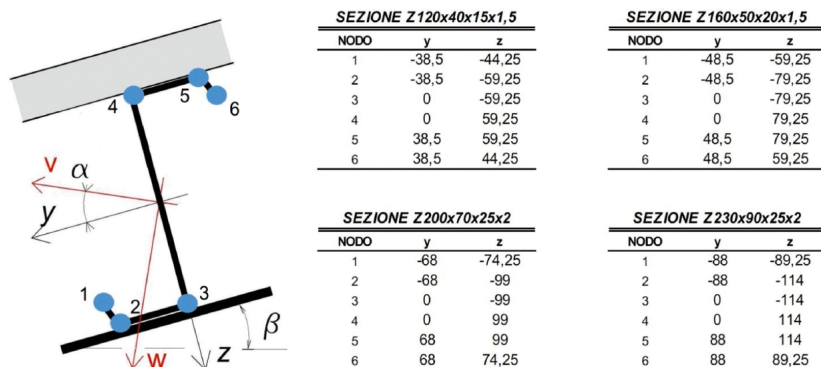 4
5
6
v
α
y
1
2
3
β
w
z
SEZIONE Z120x40x15x1,5
NODO y z
1 -38,5 -44,25
2 -38,5 -59,25
3 0 -59,25
4 0 59,25
5 38,5 59,25
6 38,5 44,25
SEZIONE Z160x50x20x1,5
NODO y z
1 -48,5 -59,25
2 -48,5 -79,25
3 0 -79,25
4 0 79,25
5 48,5 79,25
6 48,5 59,25
SEZIONE Z200x70x25x2
NODO y z
1 -68 -74,25
2 -68 -99
3 0 -99
4 0 99
5 68 99
6 68 74,25
SEZIONE Z230x90x25x2
NODO y z
1 -88 -89,25
2 -88 -114
3 0 -114
4 0 114
5 88 114
6 88 89,25